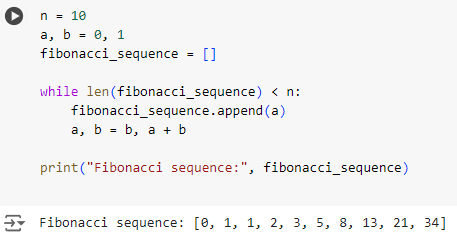 n = 10
a, b = 0, 1
fibonacci_sequence = []
while len(fibonacci_sequence) < n:
    fibonacci_sequence.append(a)
    a, b = b, a + b
print("Fibonacci sequence:", fibonacci_sequence)
Fibonacci sequence: [0, 1, 1, 2, 3, 5, 8, 13, 21, 34]